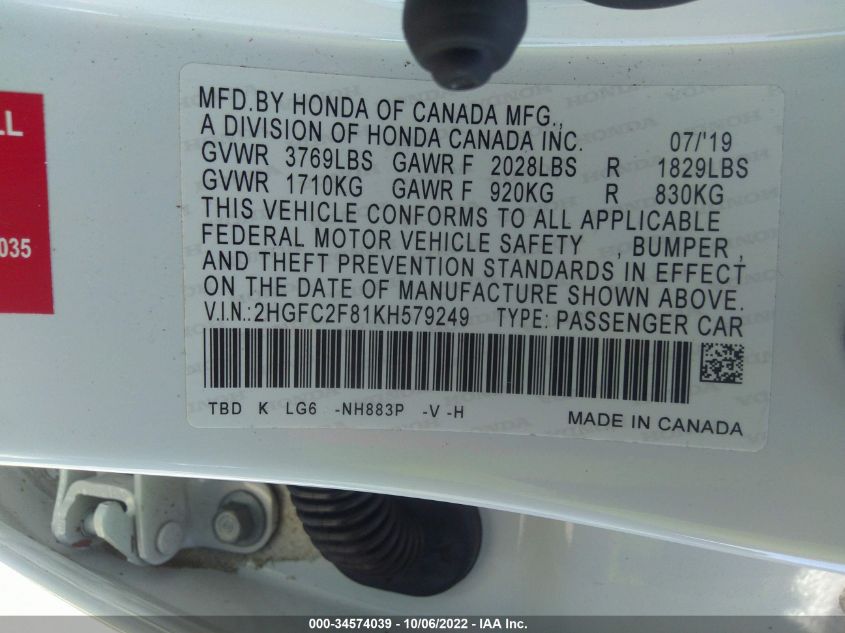 LL
035
MFD.BY HONDA OF CANADA MFG.,
A DIVISION OF HONDA CANADA INC. 07/'19
GVWR 3769LBS GAWR F 2028LBS R 1829LBS
GVWR 1710KG GAWR F 920KG R 830KG
THIS VEHICLE CONFORMS TO ALL APPLICABLE
FEDERAL MOTOR VEHICLE SAFETY , BUMPER ,
AND THEFT PREVENTION STANDARDS IN EFFECT
ON THE DATE OF MANUFACTURE SHOWN ABOVE.
V.I.N.:2HGFC2F81KH579249 TYPE: PASSENGER CAR
TBD K LG6 -NH883P -V -H
MADE IN CANADA
000-34574039 - 10/06/2022 - IAA Inc.